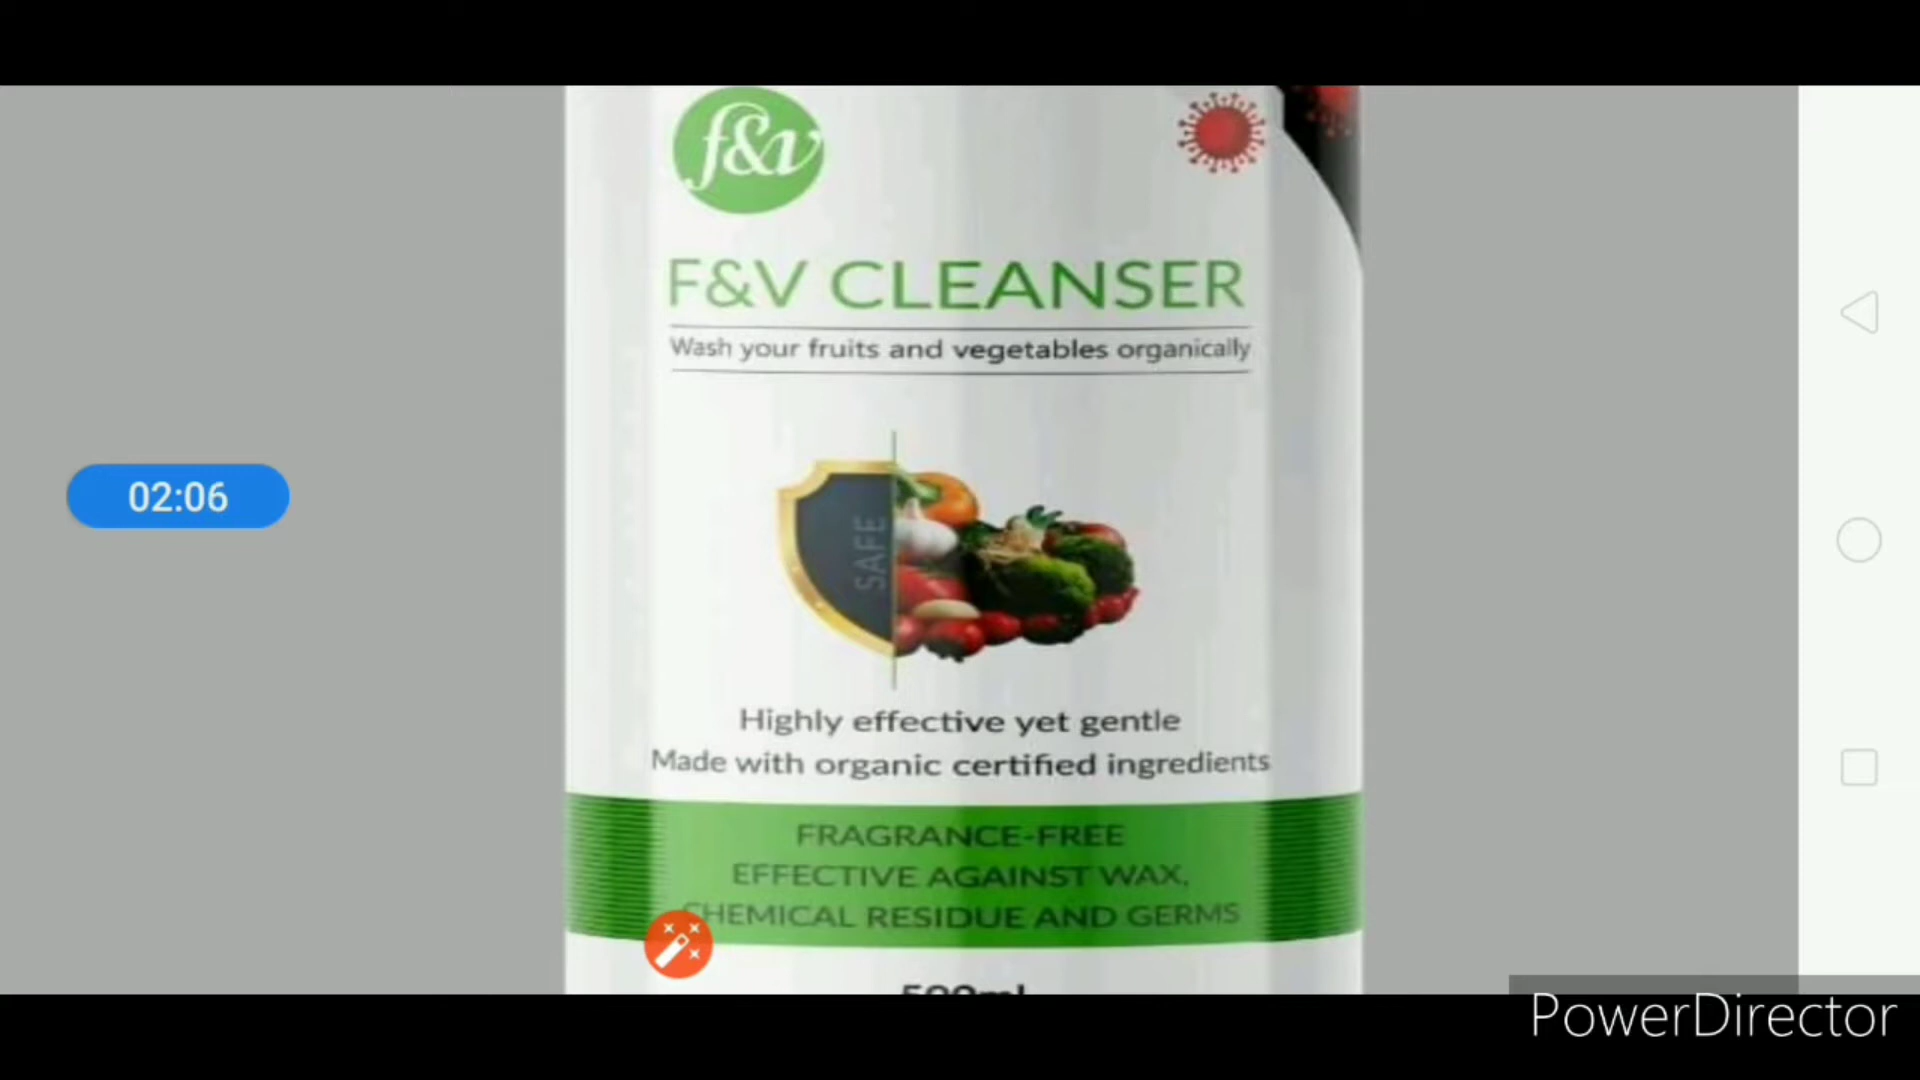 f&v
F&V CLEANSER
Wash your fruits and vegetables organically
02:06
SAFE
Highly effective yet gentle
Made with organic certified ingredients
FRAGRANCE-FREE
EFFECTIVE AGAINST WAX,
CHEMICAL RESIDUE AND GERMS
500ml
PowerDirector